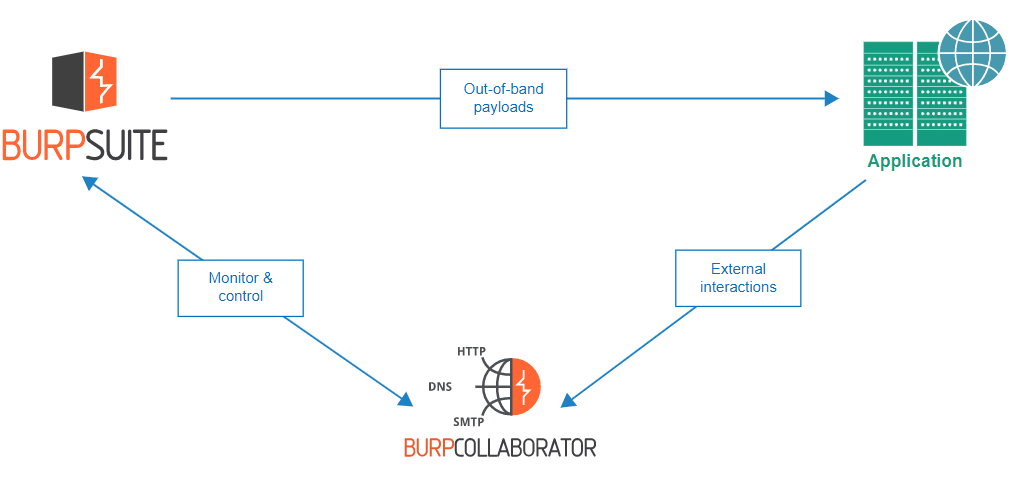 Out-of-band
payloads
BURPSUITE
Application
Monitor &
control
External
interactions
HTTP
DNS
SMTP
BURPCOLLABORATOR